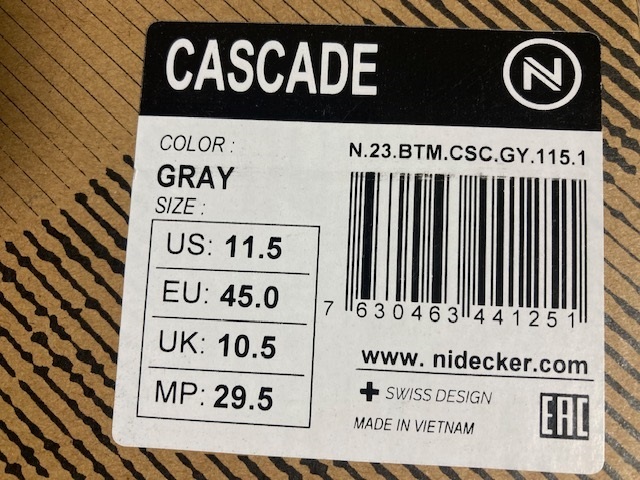 CASCADE
N
COLOR :
GRAY
SIZE :
US: 11.5
EU: 45.0
UK: 10.5
MP: 29.5
N.23.BTM.CSC.GY.115.1
7 630463 441251
www. nidecker.com
+ SWISS DESIGN
MADE IN VIETNAM
EAC